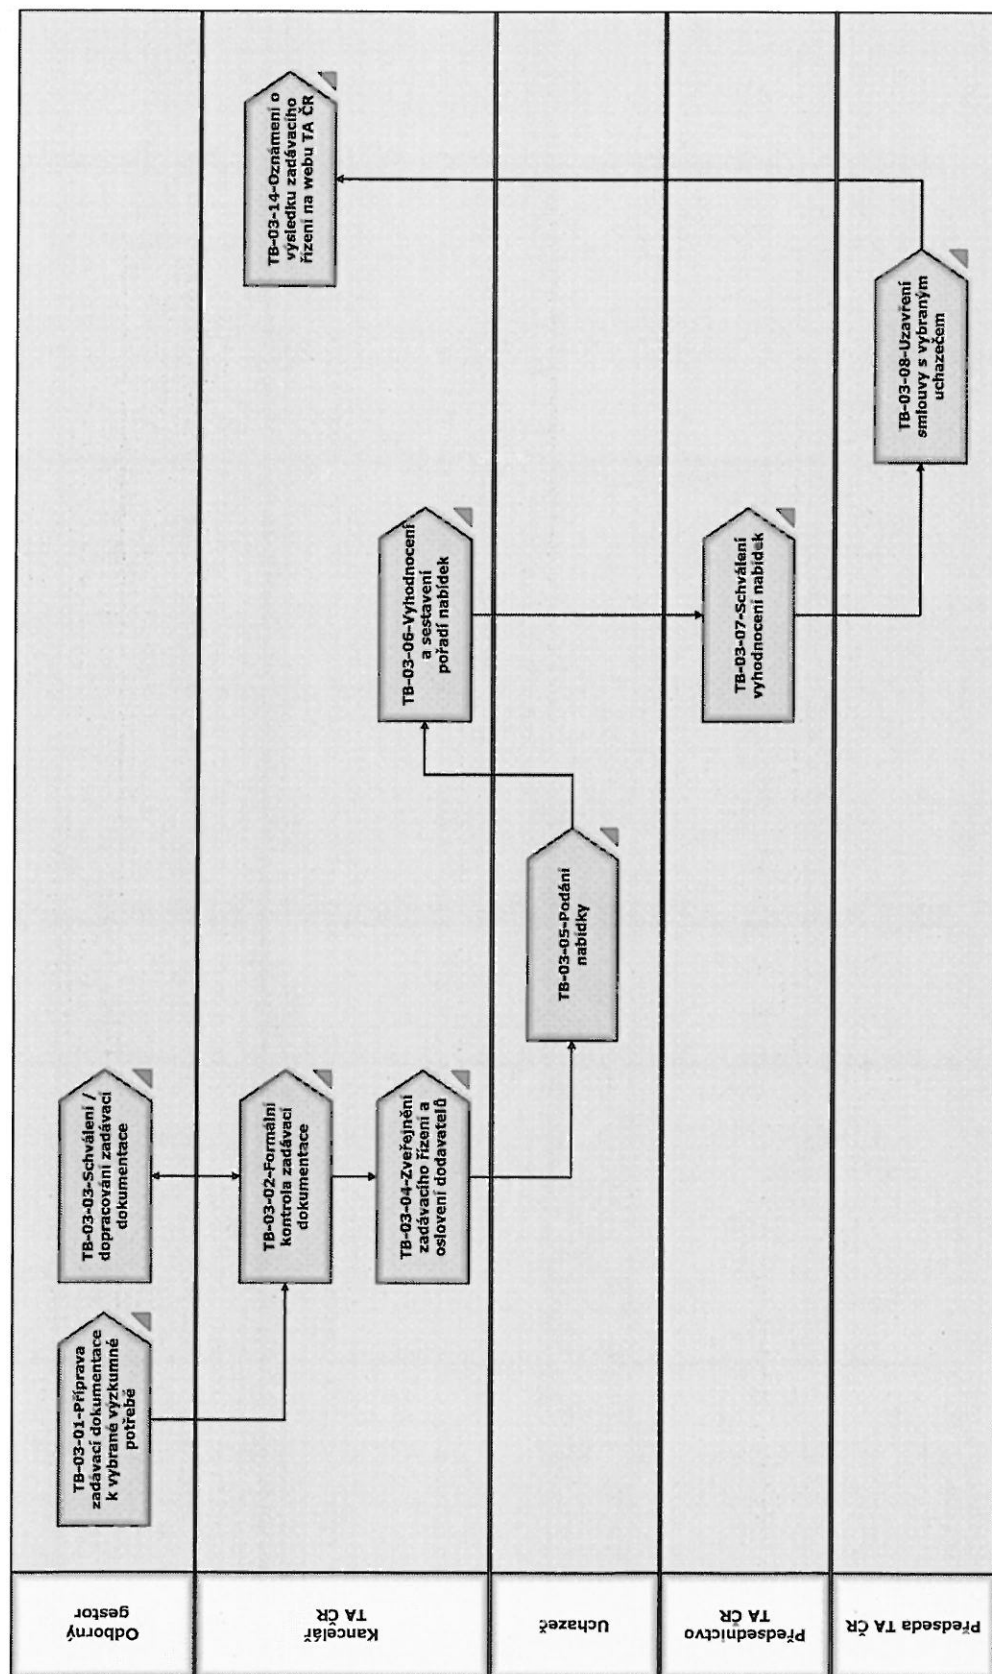 Odborný
gestor
TB-03-01-Příprava
zadávací dokumentace
k vybrané výzkumné
potřebě
TB-03-03-Schválení /
dopracování zadávací
dokumentace
Kancelář
TA ČR
TB-03-02-Formální
kontrola zadávací
dokumentace
TB-03-04-Zveřejnění
zadávacího řízení a
oslovení dodavatelů
TB-03-06-Vyhodnocení
a sestavení
pořadí nabídek
TB-03-14-Oznámení o
výsledku zadávacího
řízení na webu TA ČR
Uchazeč
TB-03-05-Podání
nabídky
Předsednictvo
TA ČR
TB-03-07-Schválení
vyhodnocení nabídek
Předseda TA ČR
TB-03-08-Uzavření
smlouvy s vybraným
uchazečem